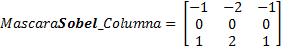 MascaraSobel_Columna = [−1 −2 −1
0 0 0
1 2 1]